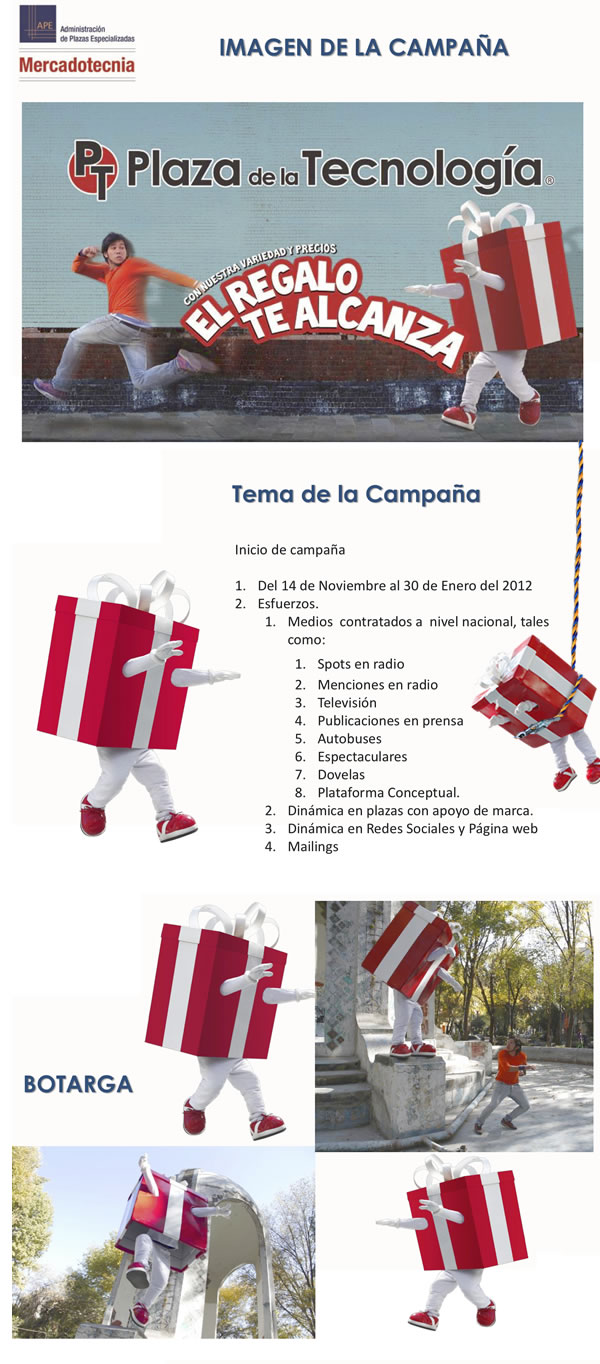 APE
Administración
de Plazas Especializadas
Mercadotecnia
IMAGEN DE LA CAMPAÑA
PT Plaza de la Tecnología®
CON NUESTRA VARIEDAD Y PRECIOS
EL REGALO
TE ALCANZA
Tema de la Campaña
Inicio de campaña
1. Del 14 de Noviembre al 30 de Enero del 2012
2. Esfuerzos.
1. Medios contratados a nivel nacional, tales
como:
1. Spots en radio
2. Menciones en radio
3. Televisión
4. Publicaciones en prensa
5. Autobuses
6. Espectaculares
7. Dovelas
8. Plataforma Conceptual.
2. Dinámica en plazas con apoyo de marca.
3. Dinámica en Redes Sociales y Página web
4. Mailings
BOTARGA